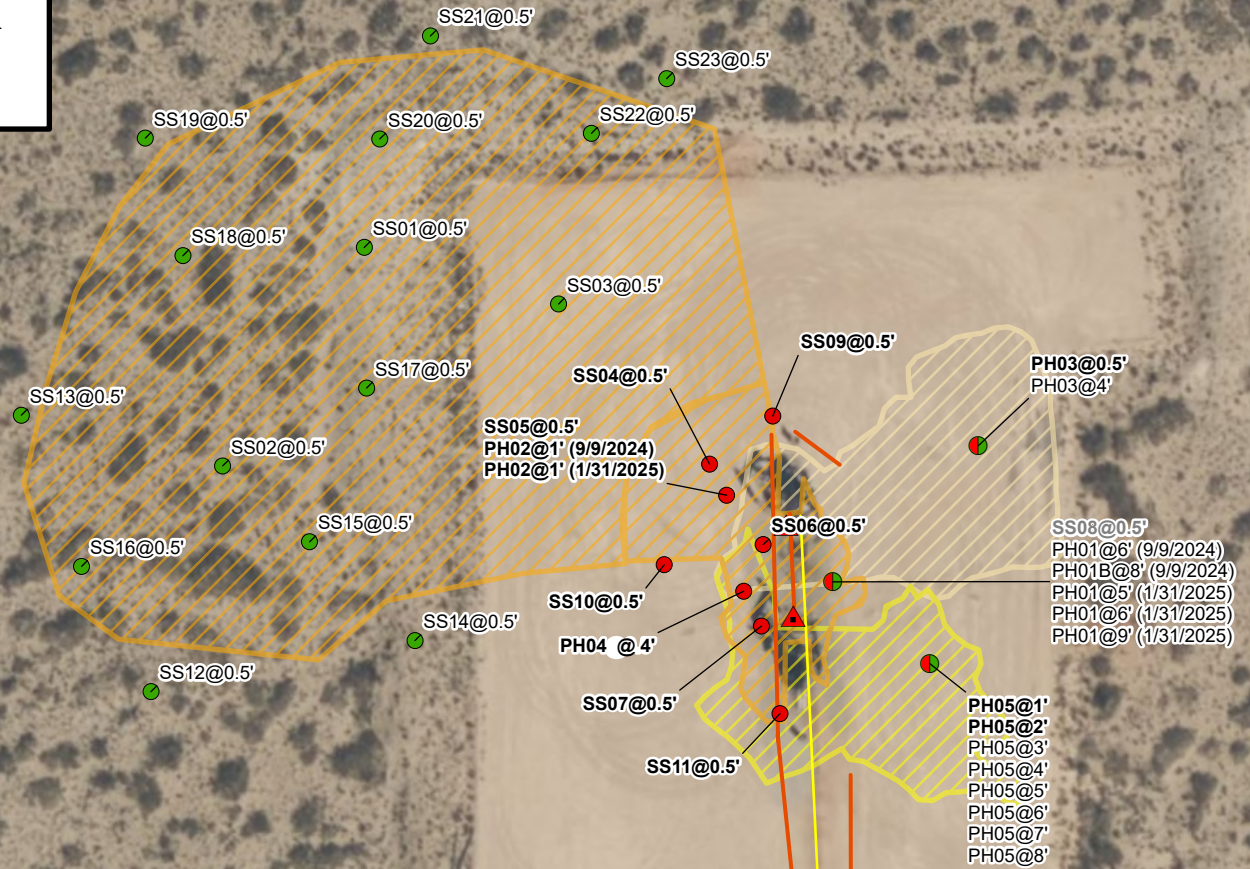 SS21@0.5'
SS23@0.5'
SS19@0.5'
SS20@0.5'
SS22@0.5'
SS18@0.5'
SS01@0.5'
SS03@0.5'
SS09@0.5'
SS17@0.5'
SS04@0.5'
PH03@0.5'
PH03@4'
SS13@0.5'
SS05@0.5'
PH02@1' (9/9/2024)
PH02@1' (1/31/2025)
SS02@0.5'
SS15@0.5'
SS06@0.5'
SS08@0.5'
PH01@6' (9/9/2024)
PH01B@8' (9/9/2024)
PH01@5' (1/31/2025)
PH01@6' (1/31/2025)
PH01@9' (1/31/2025)
SS16@0.5'
SS10@0.5'
SS14@0.5'
PH04 @ 4'
SS12@0.5'
SS07@0.5'
SS11@0.5'
PH05@1'
PH05@2'
PH05@3'
PH05@4'
PH05@5'
PH05@6'
PH05@7'
PH05@8'